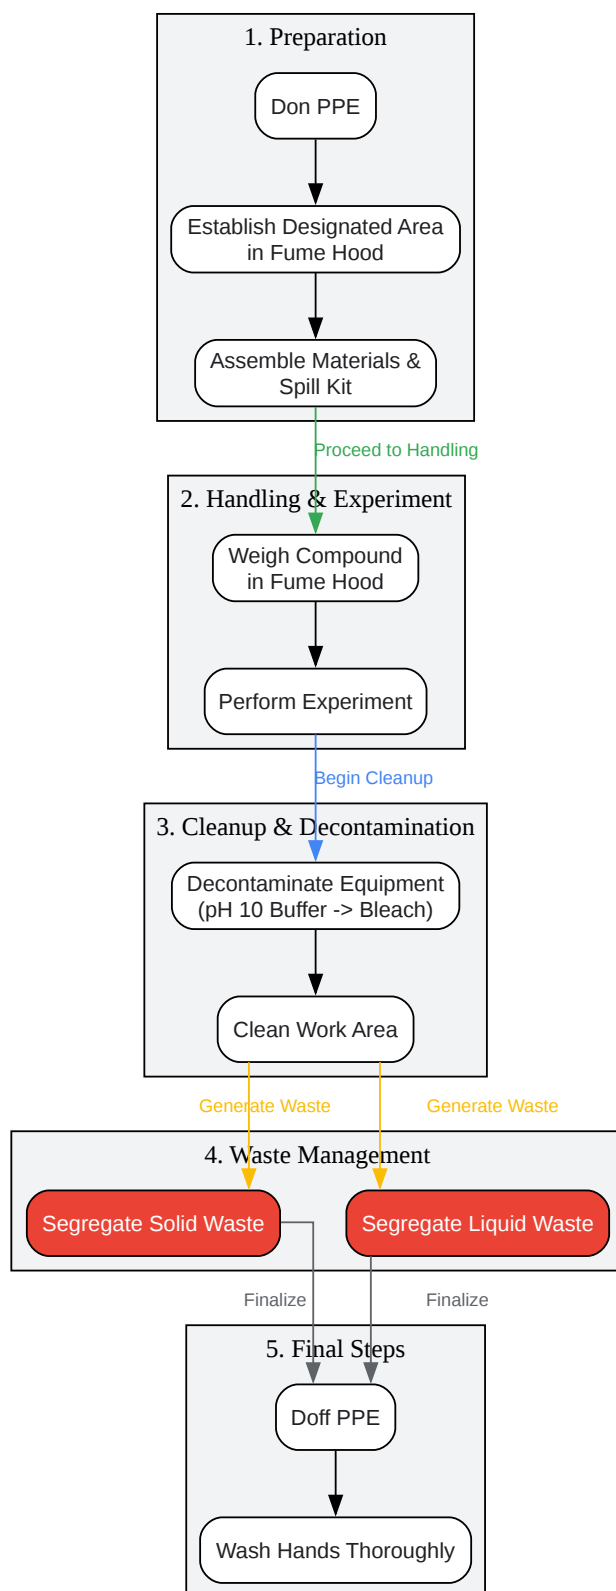 1. Preparation
Don PPE
Establish Designated Area
in Fume Hood
Assemble Materials &
Spill Kit
Proceed to Handling
2. Handling & Experiment
Weigh Compound
in Fume Hood
Perform Experiment
Begin Cleanup
3. Cleanup & Decontamination
Decontaminate Equipment
(pH 10 Buffer -> Bleach)
Clean Work Area
Generate Waste
Generate Waste
4. Waste Management
Segregate Solid Waste
Segregate Liquid Waste
Finalize
Finalize
5. Final Steps
Doff PPE
Wash Hands Thoroughly